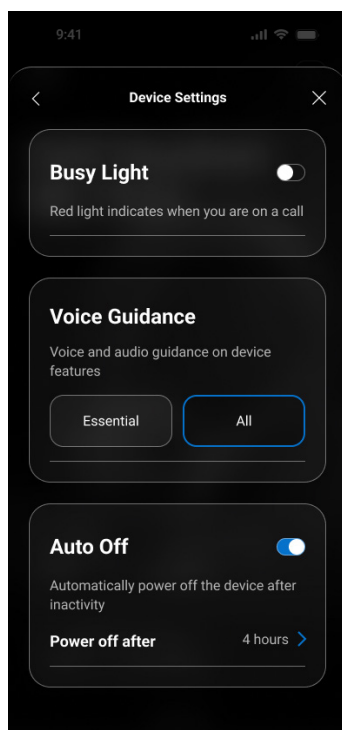 9:41
Device Settings
Busy Light
Red light indicates when you are on a call
Voice Guidance
Voice and audio guidance on device
features
Essential
All
Auto Off
Automatically power off the device after
inactivity
Power off after
4 hours